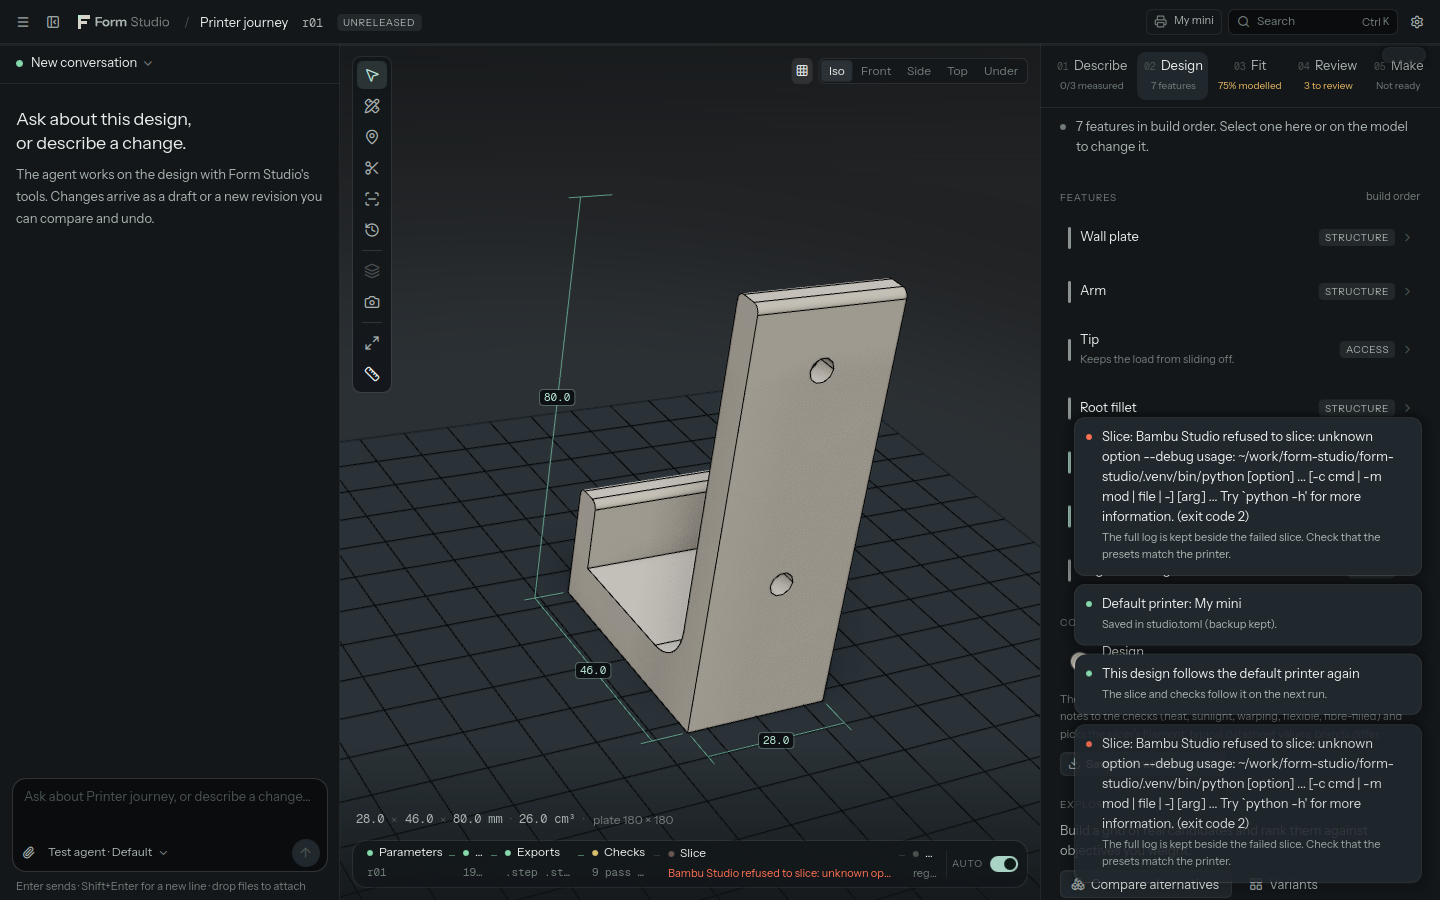 Form Studio / Printer journey r01 UNRELEASED
My mini
Search Ctrl K
New conversation
Ask about this design,
or describe a change.
The agent works on the design with Form Studio's
tools. Changes arrive as a draft or a new revision you
can compare and undo.
Ask about Printer journey, or describe a change...
Test agent · Default
Enter sends · Shift+Enter for a new line · drop files to attach
Iso Front Side Top Under
80.0
46.0
28.0
28.0 × 46.0 × 80.0 mm · 26.0 cm³ · plate 180 × 180
Parameters ... ... ... Exports ... Checks ... Slice ... ...
r01 19... .step .st... 9 pass ... Bambu Studio refused to slice: unknown op... reg...
AUTO
01 Describe 02 Design 03 Fit 04 Review 05 Make
0/3 measured 7 features 75% modelled 3 to review Not ready
7 features in build order. Select one here or on the model
to change it.
FEATURES build order
Wall plate STRUCTURE
Arm STRUCTURE
Tip ACCESS
Keeps the load from sliding off.
Root fillet STRUCTURE
Slice: Bambu Studio refused to slice: unknown
option --debug usage: ~/work/form-studio/form-
studio/.venv/bin/python [option] ... [-c cmd | -m
mod | file | -] [arg] ... Try `python -h' for more
information. (exit code 2)
The full log is kept beside the failed slice. Check that the
presets match the printer.
Default printer: My mini
Saved in studio.toml (backup kept).
Design
This design follows the default printer again
The slice and checks follow it on the next run.
notes to the checks (heat, sunlight, warping, flexible, fibre-filled) and
Slice: Bambu Studio refused to slice: unknown
option --debug usage: ~/work/form-studio/form-
studio/.venv/bin/python [option] ... [-c cmd | -m
mod | file | -] [arg] ... Try `python -h' for more
information. (exit code 2)
The full log is kept beside the failed slice. Check that the
presets match the printer.
Compare alternatives Variants